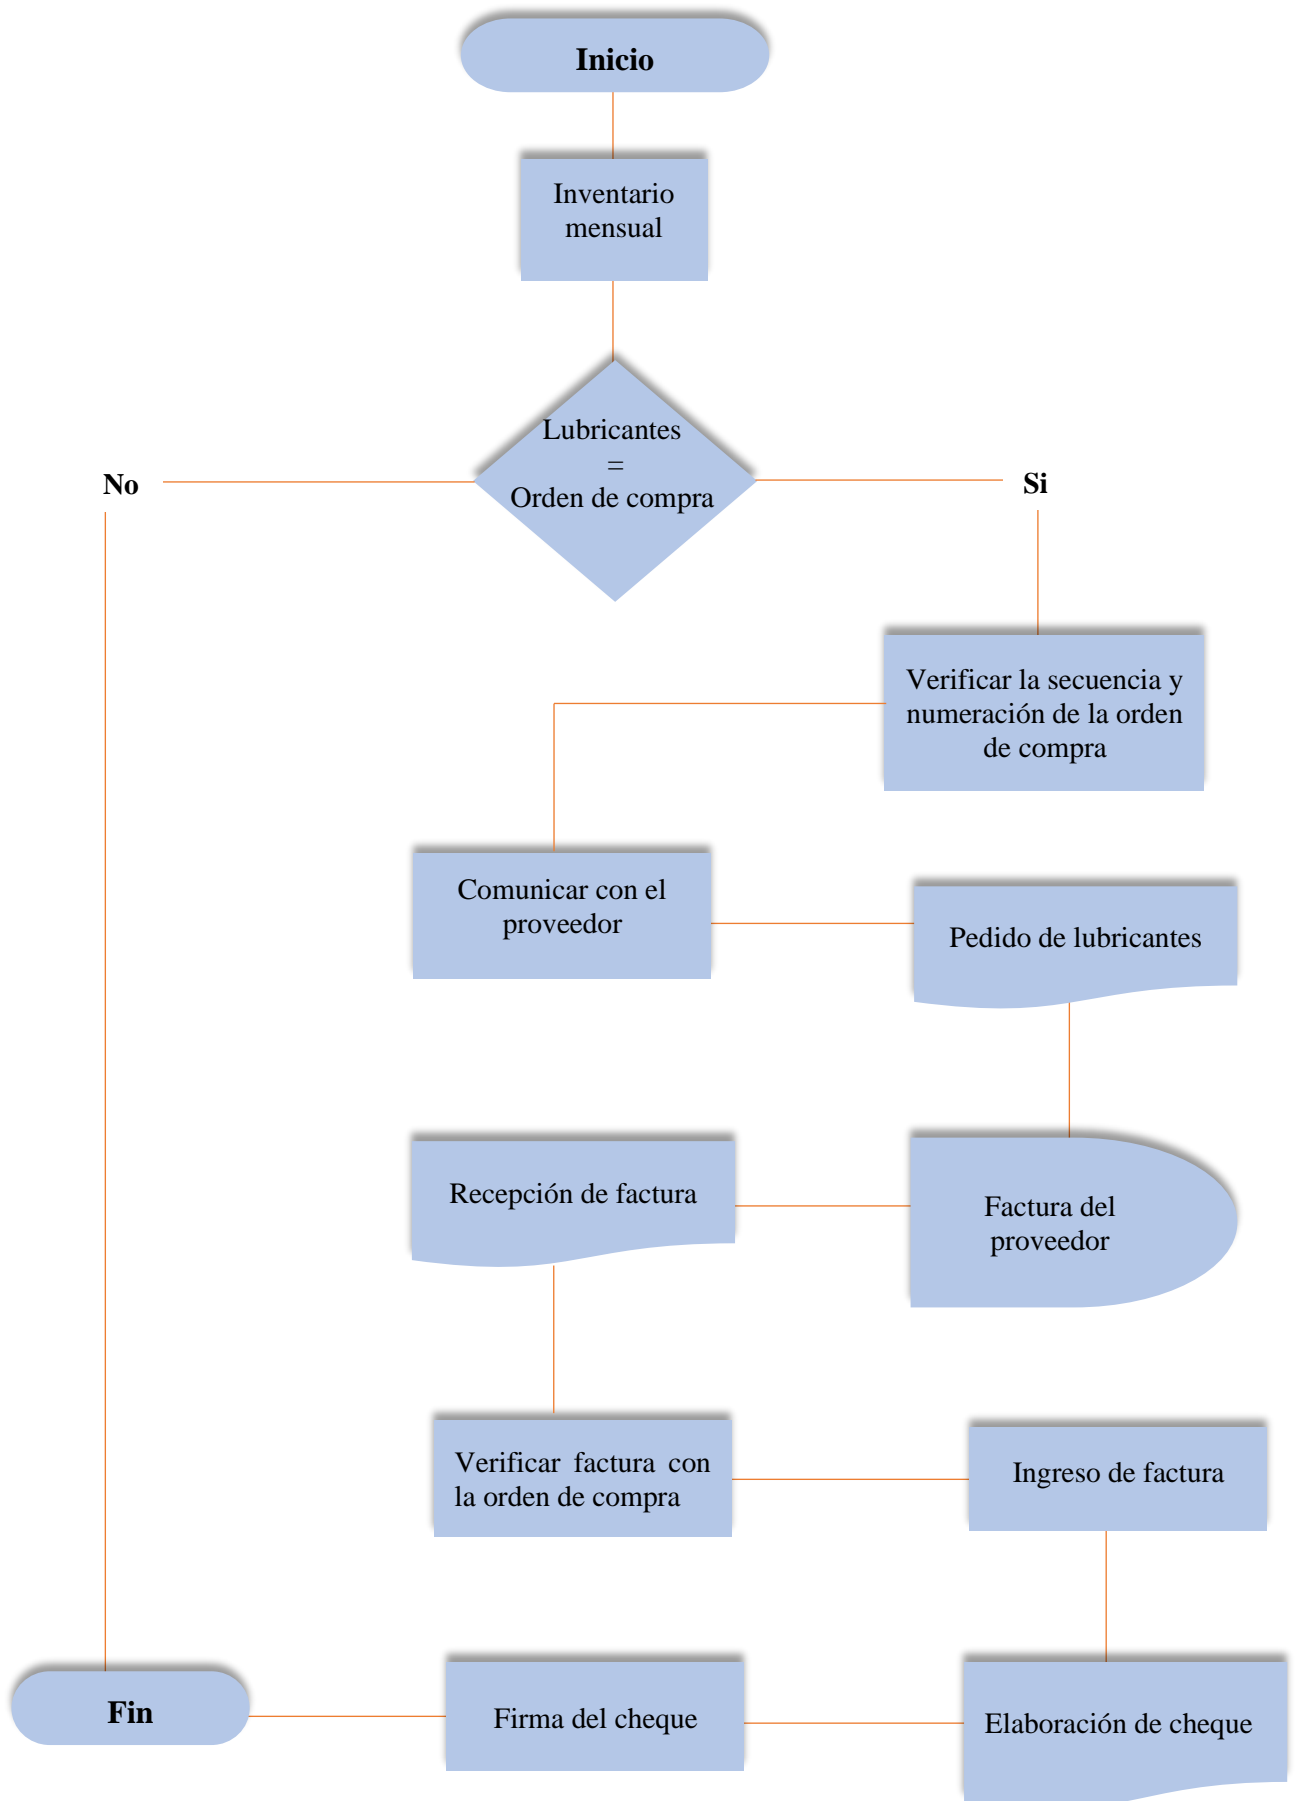 Inicio
Inventario
mensual
Lubricantes
=
Orden de compra
No
Si
Verificar la secuencia y
numeración de la orden
de compra
Comunicar con el
proveedor
Pedido de lubricantes
Factura del
proveedor
Recepción de factura
Verificar factura con
la orden de compra
Ingreso de factura
Elaboración de cheque
Firma del cheque
Fin